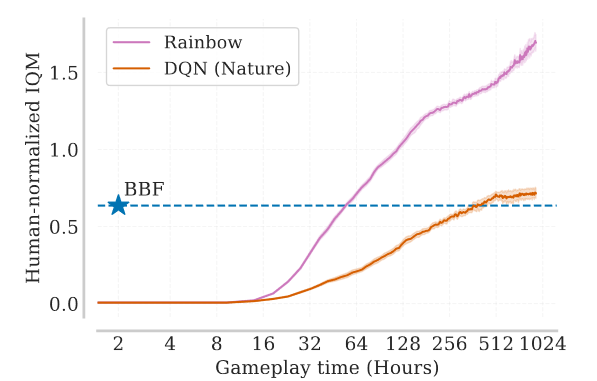 Rainbow
DQN (Nature)
Human-normalized IQM
1.5
1.0
0.5
0.0
BBF
2 4 8 16 32 64 128 256 512 1024
Gameplay time (Hours)